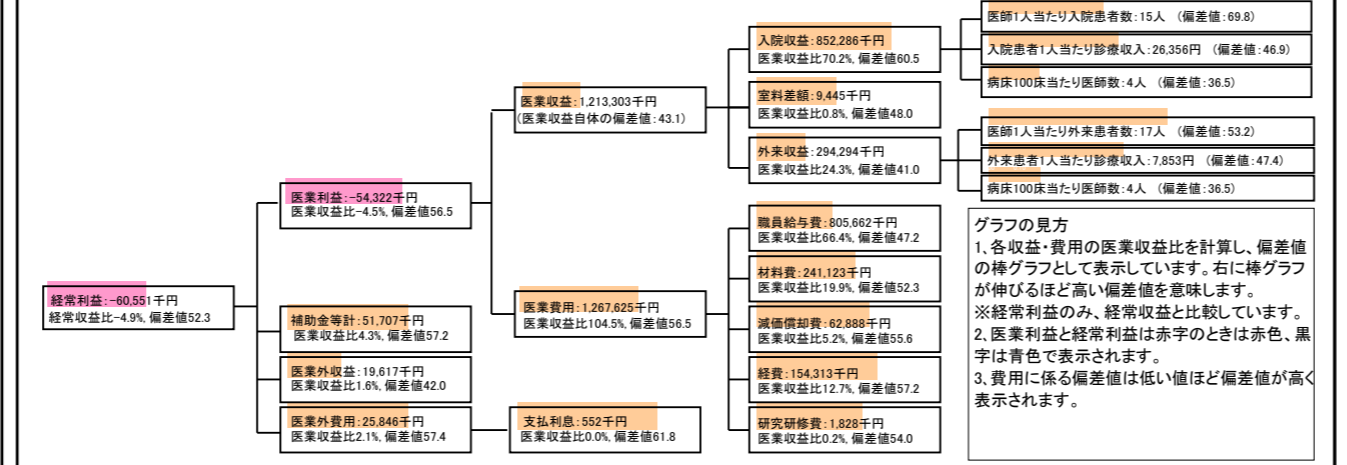 経常利益:-60,551千円
経常収支比-4.9%, 偏差値52.3
医業利益:-54,322千円
医業収益比-4.5%, 偏差値56.5
補助金等計:51,707千円
医業収益比4.3%, 偏差値57.2
医業外収益:19,617千円
医業収益比1.6%, 偏差値42.0
医業外費用:25,846千円
医業収益比2.1%, 偏差値57.4
支払利息:552千円
医業収益比0.0%, 偏差値61.8
医業収益:1,213,303千円
(医業収益自体の偏差値:43.1)
医業費用:1,267,625千円
医業収益比104.5%, 偏差値56.5
入院収益:852,286千円
医業収益比70.2%, 偏差値60.5
室料差額:9,445千円
医業収益比0.8%, 偏差値48.0
外来収益:294,294千円
医業収益比24.3%, 偏差値41.0
職員給与費:805,662千円
医業収益比66.4%, 偏差値47.2
材料費:241,123千円
医業収益比19.9%, 偏差値52.3
減価償却費:62,888千円
医業収益比5.2%, 偏差値55.6
経費:154,313千円
医業収益比12.7%, 偏差値57.2
研究研修費:1,828千円
医業収益比0.2%, 偏差値54.0
医師1人当たり入院患者数:15人 (偏差値:69.8)
入院患者1人当たり診療収入:26,356円 (偏差値:46.9)
病床100床当たり医師数:4人 (偏差値:36.5)
医師1人当たり外来患者数:17人 (偏差値:53.2)
外来患者1人当たり診療収入:7,853円 (偏差値:47.4)
病床100床当たり医師数:4人 (偏差値:36.5)
グラフの見方
1、各収益・費用の医業収益比を計算し、偏差値
の棒グラフとして表示しています。右に棒グラフ
が伸びるほど高い偏差値を意味します。
※経常利益のみ、経常収益と比較しています。
2、医業利益と経常利益は赤字のときは赤色、黒
字は青色で表示されます。
3、費用に係る偏差値は低い値ほど偏差値が高く
表示されます。